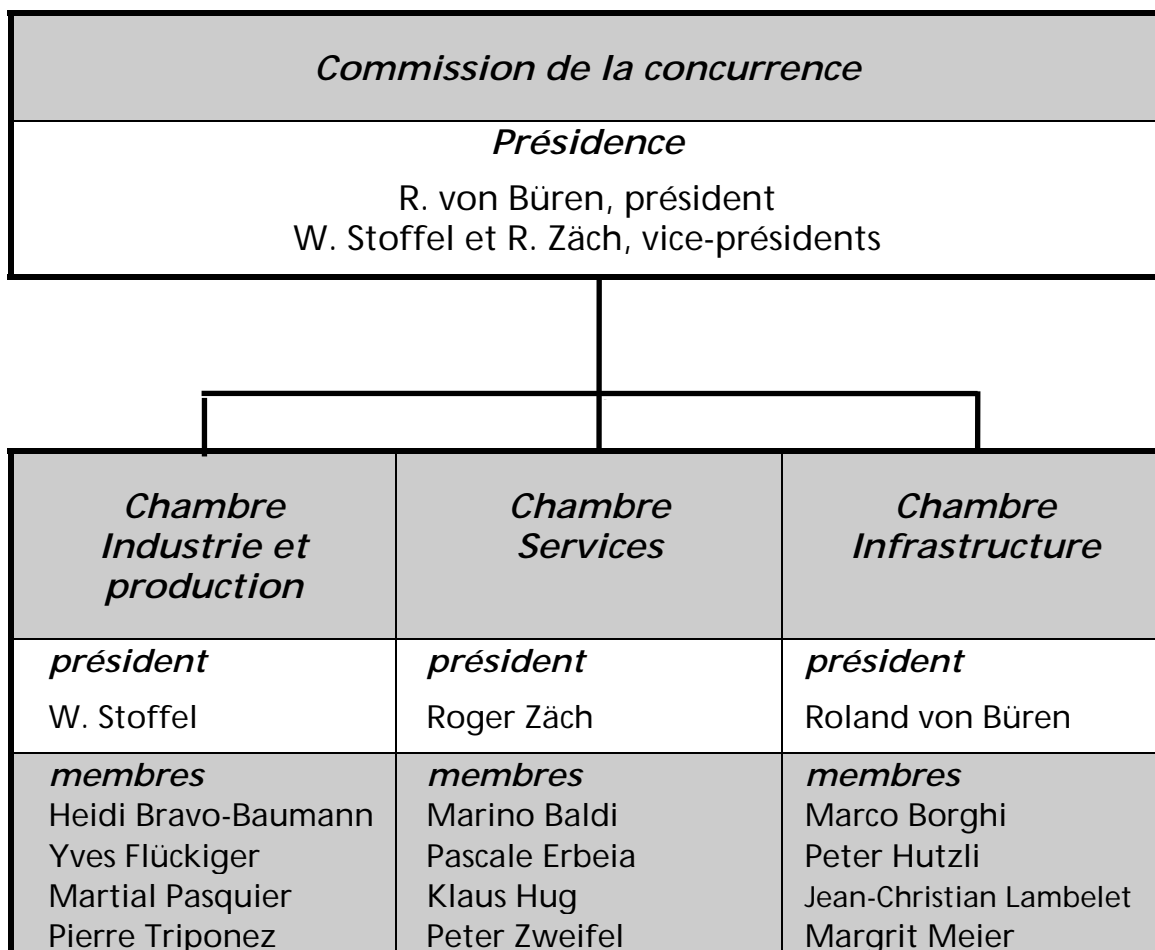 Commission de la concurrence
Présidence
R. von Büren, président
W. Stoffel et R. Zäch, vice-présidents
Chambre
Industrie et
production
président
W. Stoffel
membres
Heidi Bravo-Baumann
Yves Flückiger
Martial Pasquier
Pierre Triponez
Chambre
Services
président
Roger Zäch
membres
Marino Baldi
Pascale Erbeia
Klaus Hug
Peter Zweifel
Chambre
Infrastructure
président
Roland von Büren
membres
Marco Borghi
Peter Hutzli
Jean-Christian Lambelet
Margrit Meier